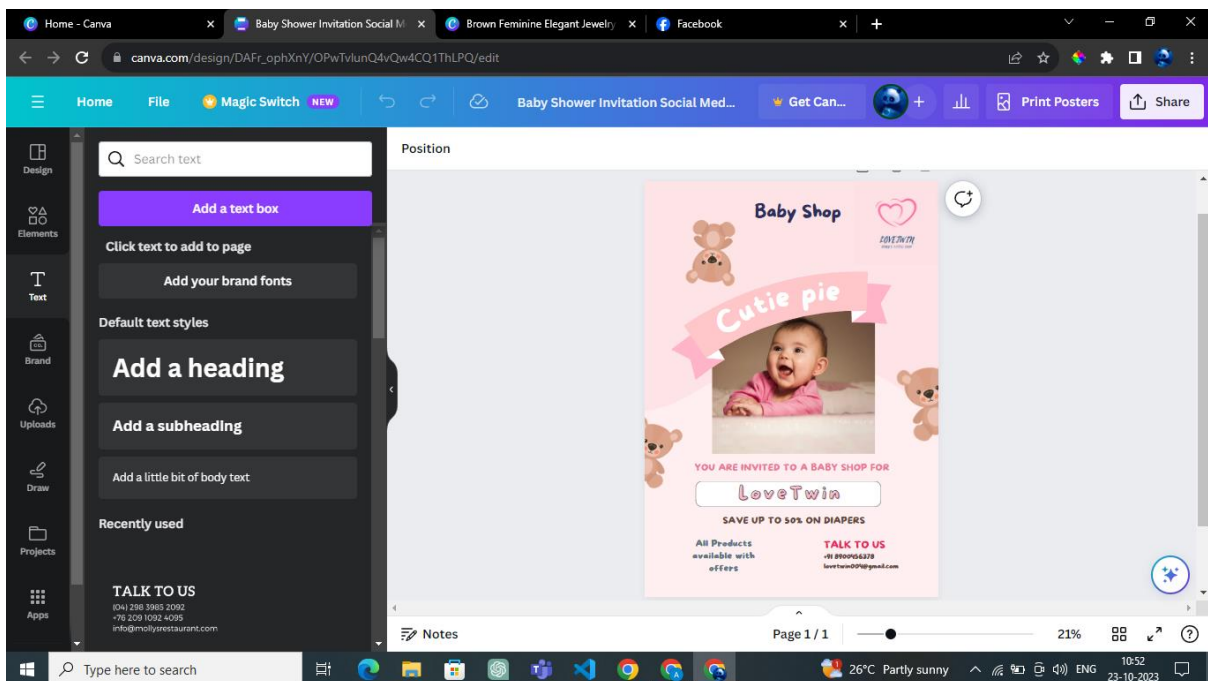 Home - Canva
Baby Shower Invitation Social M
Brown Feminine Elegant Jewelry
Facebook
canva.com/design/DAFr_ophXnY/OPwTvlunQ4vQw4CQ1ThLPQ/edit
Home File Magic Switch NEW Baby Shower Invitation Social Med... Get Can... Print Posters Share
Design
Elements
Text
Brand
Uploads
Draw
Projects
Apps
Search text
Add a text box
Click text to add to page
Add your brand fonts
Default text styles
Add a heading
Add a subheading
Add a little bit of body text
Recently used
TALK TO US
(04) 298 3985 2092
+76 209 1092 4095
info@mollysrestaurant.com
Position
Baby Shop
LOVETWIN
Cutie pie
YOU ARE INVITED TO A BABY SHOP FOR
LoveTwin
SAVE UP TO 50% ON DIAPERS
All Products
available with
offers
TALK TO US
+91 8900456378
lovetwin004@gmail.com
Notes Page 1 / 1 21%
Type here to search
26°C Partly sunny
ENG
10:52
23-10-2023